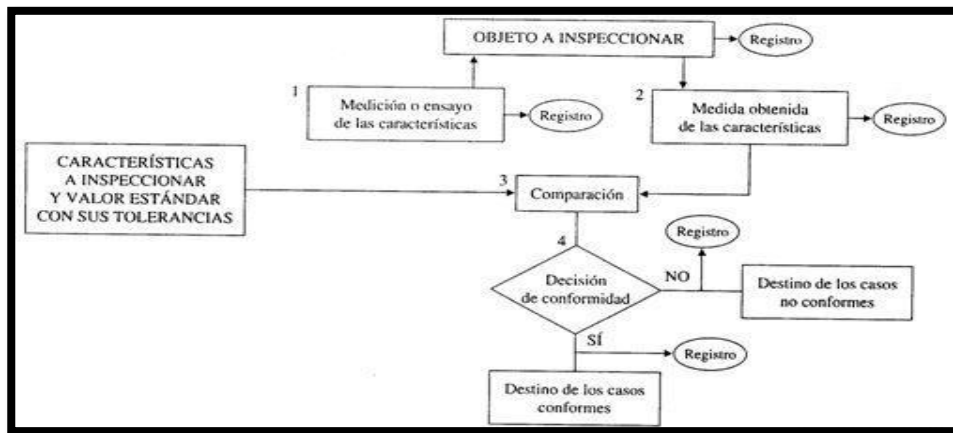 OBJETO A INSPECCIONAR
Registro
1
Medición o ensayo
de las características
Registro
2
Medida obtenida
de las características
Registro
CARACTERÍSTICAS
A INSPECCIONAR
Y VALOR ESTÁNDAR
CON SUS TOLERANCIAS
3
Comparación
4
Decisión
de conformidad
NO
Registro
Destino de los casos
no conformes
SÍ
Registro
Destino de los casos
conformes